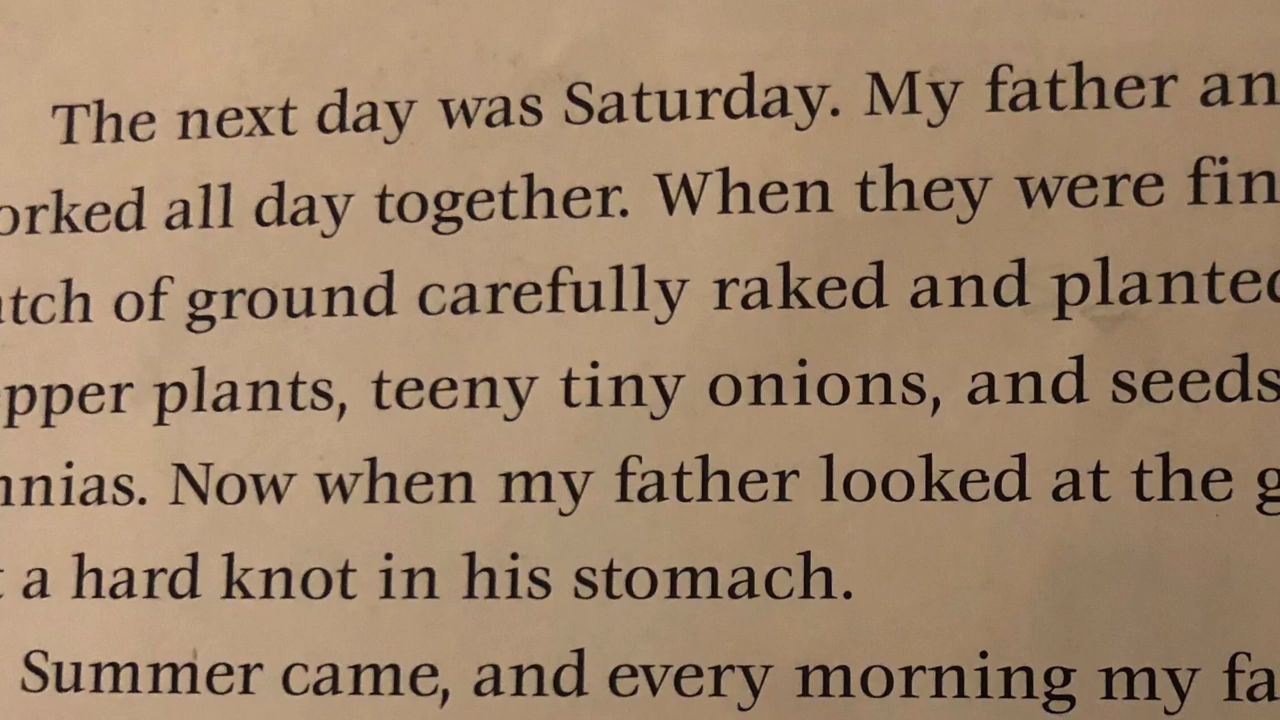 The next day was Saturday. My father an
orked all day together. When they were fin
tch of ground carefully raked and planted
pper plants, teeny tiny onions, and seeds
nnias. Now when my father looked at the g
a hard knot in his stomach.
Summer came, and every morning my fa